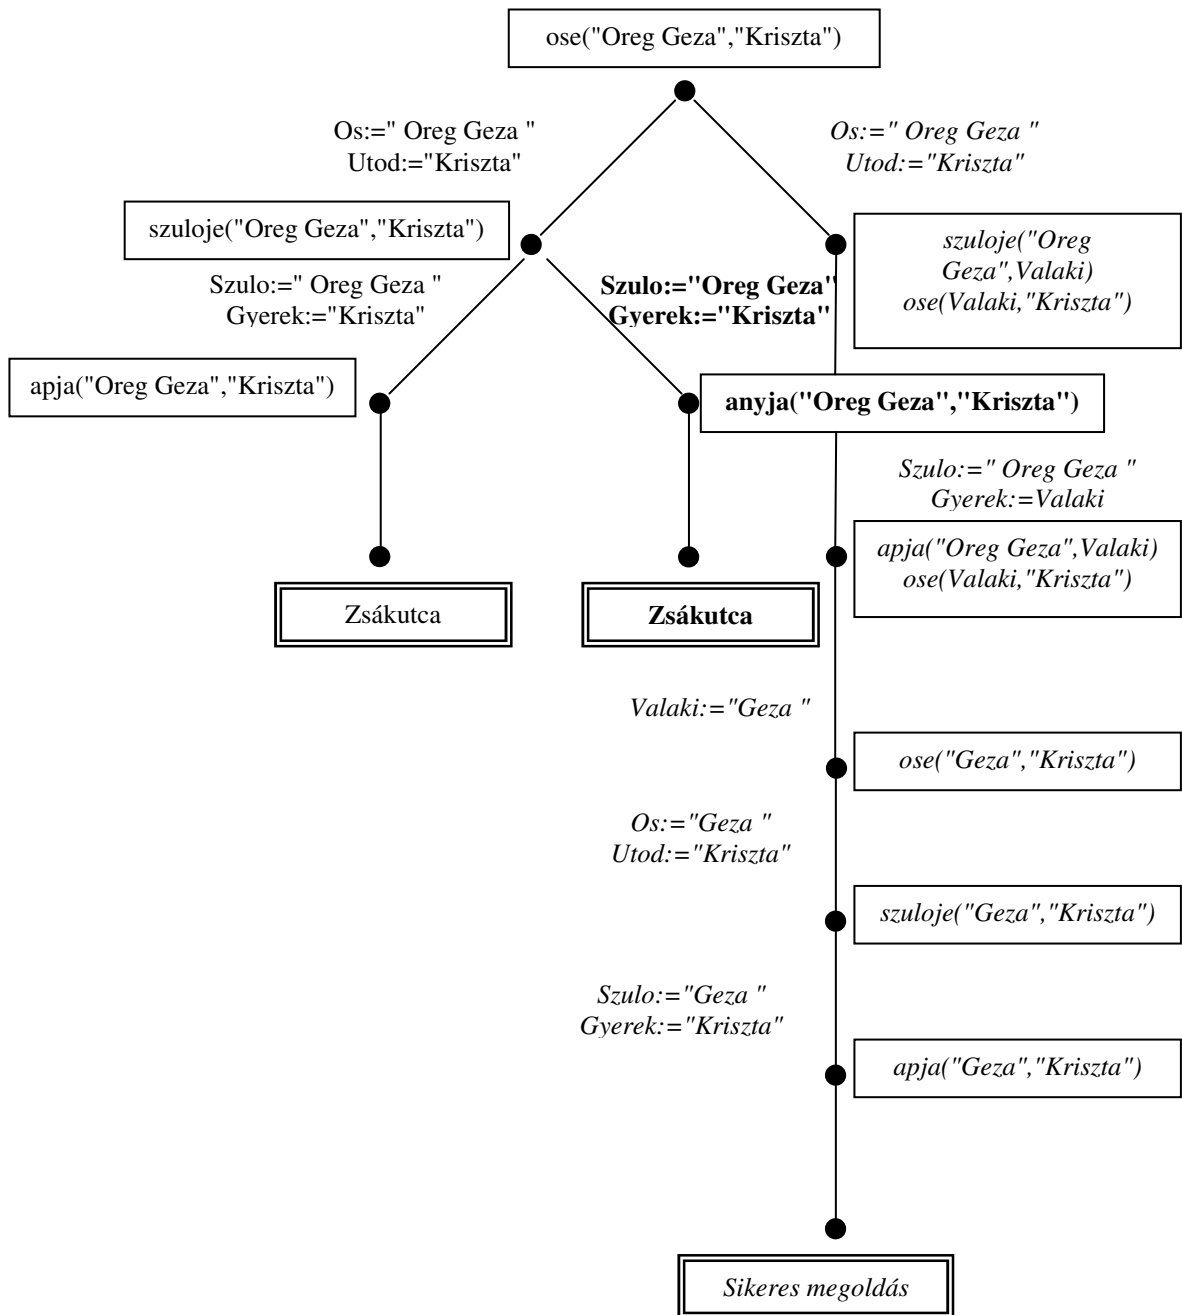 ose("Oreg Geza","Kriszta")
Os:=" Oreg Geza "
Utod:="Kriszta"
Os:=" Oreg Geza "
Utod:="Kriszta"
szuloje("Oreg Geza","Kriszta")
szuloje("Oreg
Geza",Valaki)
ose(Valaki,"Kriszta")
Szulo:=" Oreg Geza "
Gyerek:="Kriszta"
Szulo:="Oreg Geza"
Gyerek:="Kriszta"
apja("Oreg Geza","Kriszta")
anyja("Oreg Geza","Kriszta")
Szulo:=" Oreg Geza "
Gyerek:=Valaki
apja("Oreg Geza",Valaki)
ose(Valaki,"Kriszta")
Zsákutca
Zsákutca
Valaki:="Geza "
ose("Geza","Kriszta")
Os:="Geza "
Utod:="Kriszta"
szuloje("Geza","Kriszta")
Szulo:="Geza "
Gyerek:="Kriszta"
apja("Geza","Kriszta")
Sikeres megoldás